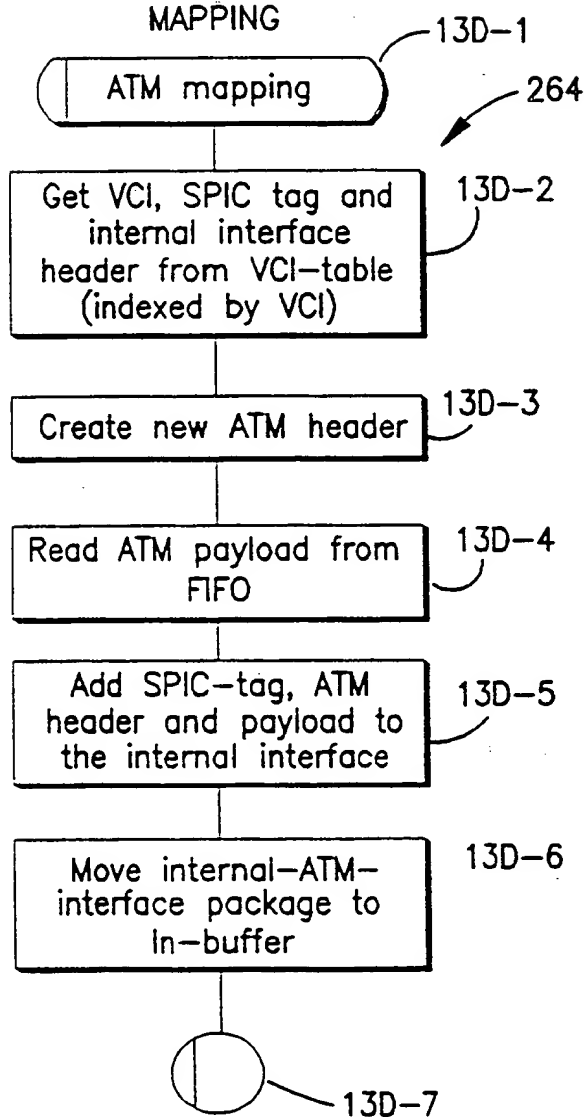 MAPPING
13D-1
ATM mapping
264
Get VCI, SPIC tag and
internal interface
header from VCI-table
(indexed by VCI)
13D-2
Create new ATM header
13D-3
Read ATM payload from
FIFO
13D-4
Add SPIC-tag, ATM
header and payload to
the internal interface
13D-5
Move internal-ATM-
interface package to
In-buffer
13D-6
13D-7